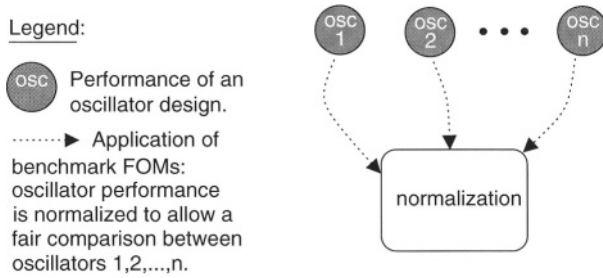 Legend:
osc
Performance of an
oscillator design.
Application of
benchmark FOMs:
oscillator performance
is normalized to allow a
fair comparison between
oscillators 1,2,...,n.
osc
1
osc
2
osc
n
normalization